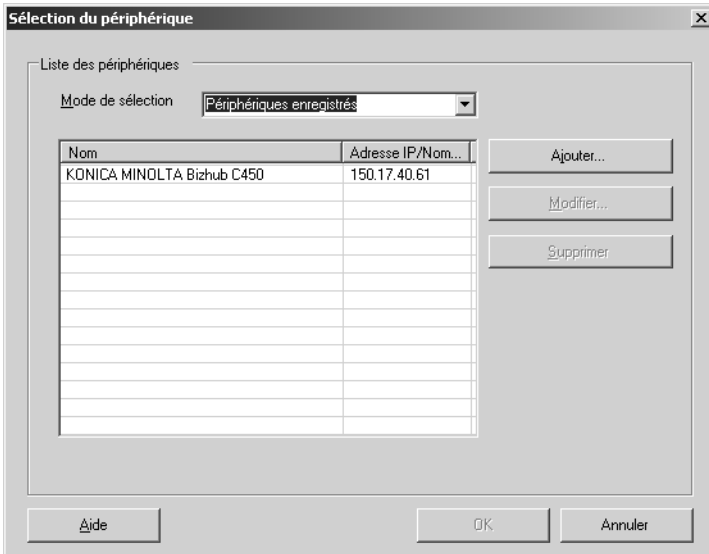 Sélection du périphérique
Liste des périphériques
Mode de sélection Périphériques enregistrés
Nom Adresse IP/Nom...
KONICA MINOLTA Bizhub C450 150.17.40.61
Ajouter...
Modifier...
Supprimer
Aide OK Annuler